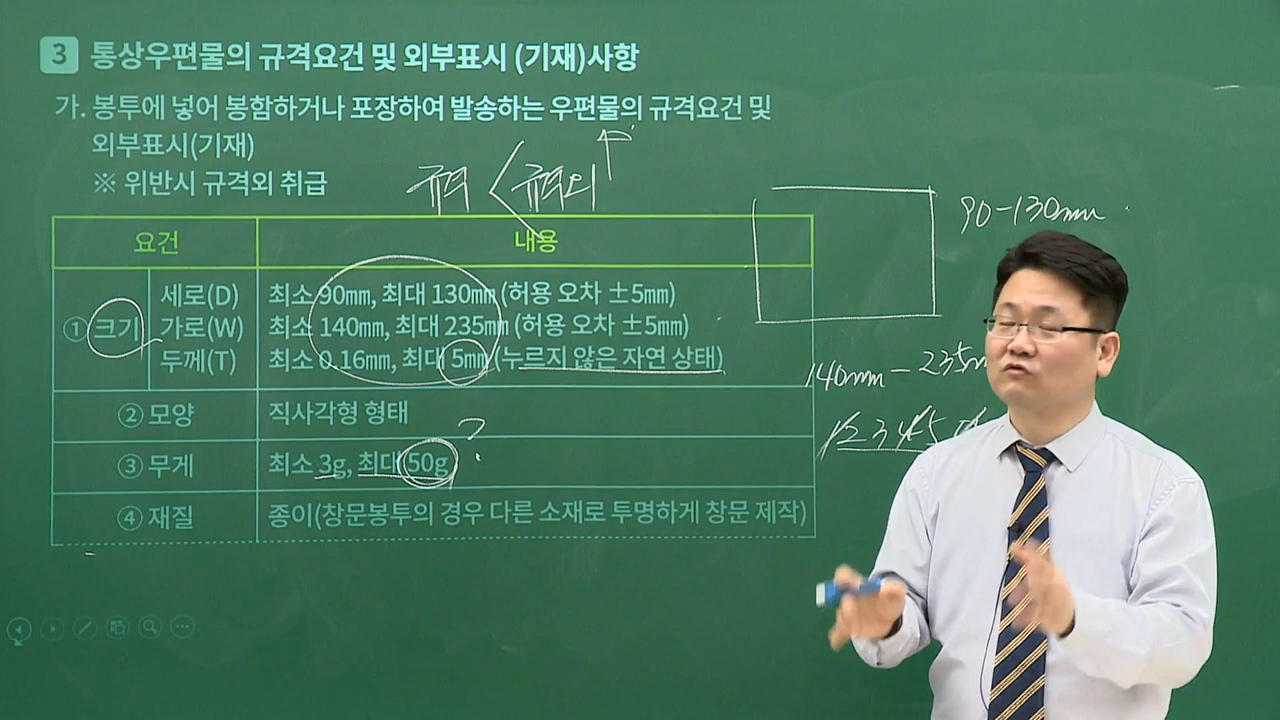 3 통상우편물의 규격요건 및 외부표시 (기재)사항
가. 봉투에 넣어 봉함하거나 포장하여 발송하는 우편물의 규격요건 및
외부표시(기재)
※ 위반시 규격외 취급
규격 < 규격외 ↑
90-130mm
요건 내용
① 크기
세로(D) 최소 90㎜, 최대 130㎜ (허용 오차 ±5㎜)
가로(W) 최소 140㎜, 최대 235㎜ (허용 오차 ±5㎜)
두께(T) 최소 0.16㎜, 최대 5㎜ (누르지 않은 자연 상태)
140mm - 235m
② 모양 직사각형 형태
?
③ 무게 최소 3g, 최대 50g
④ 재질 종이(창문봉투의 경우 다른 소재로 투명하게 창문 제작)